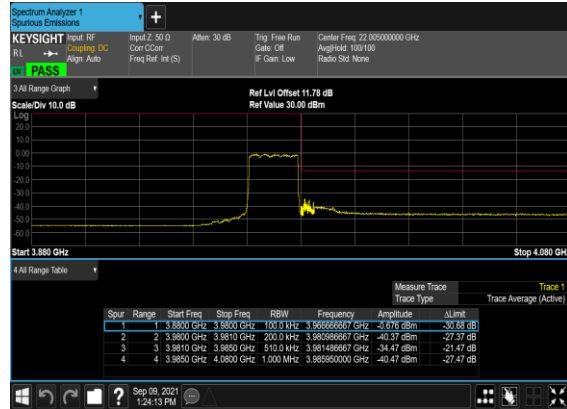 Spectrum Analyzer 1
Spurious Emissions
KEYSIGHT
RL
PASS
Input: RF
Coupling: DC
Align: Auto
Input Z: 50 Ω
Corr CCorr
Freq Ref: Int (S)
Atten: 30 dB
Trig: Free Run
Gate: Off
IF Gain: Low
Center Freq: 22.005000000 GHz
Avg|Hold: 100/100
Radio Std: None
3 All Range Graph
Scale/Div 10.0 dB
Ref Lvl Offset 11.78 dB
Ref Value 30.00 dBm
Log
20.0
10.0
0.00
-10.0
-20.0
-30.0
-40.0
-50.0
-60.0
Start 3.880 GHz
Stop 4.080 GH
4 All Range Table
Measure Trace Trace 1
Trace Type Trace Average (Active)
Spur Range Start Freq Stop Freq RBW Frequency Amplitude ΔLimit
1 1 3.8800 GHz 3.9800 GHz 100.0 kHz 3.966666667 GHz -0.676 dBm -30.68 dB
2 2 3.9800 GHz 3.9810 GHz 200.0 kHz 3.980986667 GHz -40.37 dBm -27.37 dB
3 3 3.9810 GHz 3.9850 GHz 510.0 kHz 3.981486667 GHz -34.47 dBm -21.47 dB
4 4 3.9850 GHz 4.0800 GHz 1.000 MHz 3.985950000 GHz -40.47 dBm -27.47 dB
?
Sep 09, 2021
1:24:13 PM